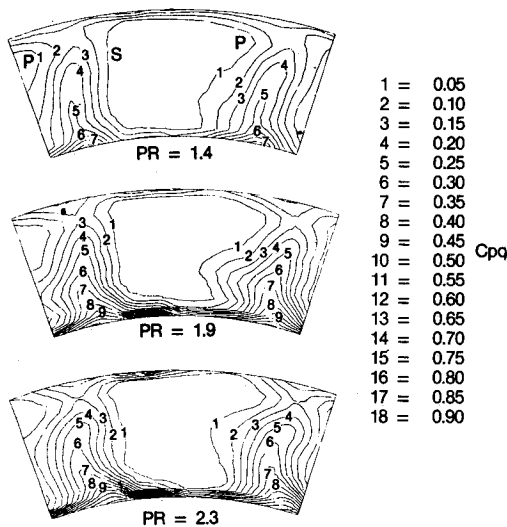 P 1 2 3 S P
4 1 4
2
3 5
5
6 7 6 7
PR = 1.4
3 1
4 2 1 4 5
5 2 3
6 6
7 7
8 9 8 9
PR = 1.9
5 4 3 1 1 2 3 4
2 5
6 6
7 7
8 9 8
PR = 2.3
1 = 0.05
2 = 0.10
3 = 0.15
4 = 0.20
5 = 0.25
6 = 0.30
7 = 0.35
8 = 0.40
9 = 0.45
10 = 0.50
11 = 0.55
12 = 0.60
13 = 0.65
14 = 0.70
15 = 0.75
16 = 0.80
17 = 0.85
18 = 0.90
Cpq